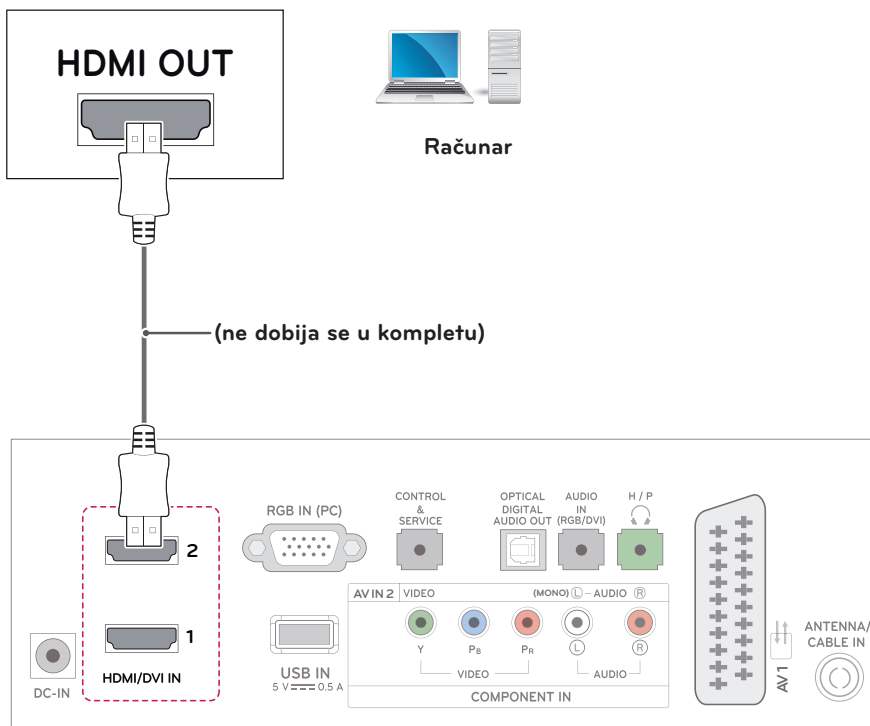 HDMI OUT
Računar
(ne dobija se u kompletu)
RGB IN (PC)
CONTROL
&
SERVICE
OPTICAL
DIGITAL
AUDIO OUT
AUDIO
IN
(RGB/DVI)
H / P
2
1
HDMI/DVI IN
DC-IN
USB IN
5 V 0.5 A
AV IN 2
VIDEO
(MONO) L - AUDIO R
Y
PB
PR
L
R
VIDEO
AUDIO
COMPONENT IN
AV1
ANTENNA/
CABLE IN